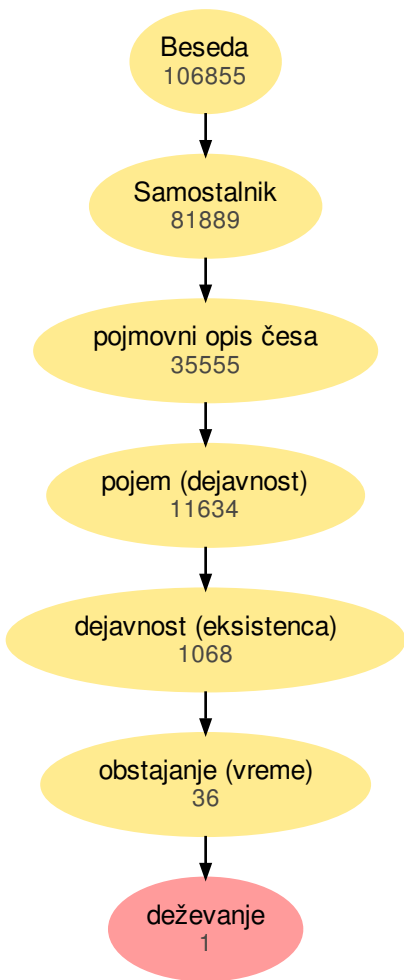 Beseda
106855
Samostalnik
81889
pojmovni opis česa
35555
pojem (dejavnost)
11634
dejavnost (eksistenca)
1068
obstajanje (vreme)
36
deževanje
1